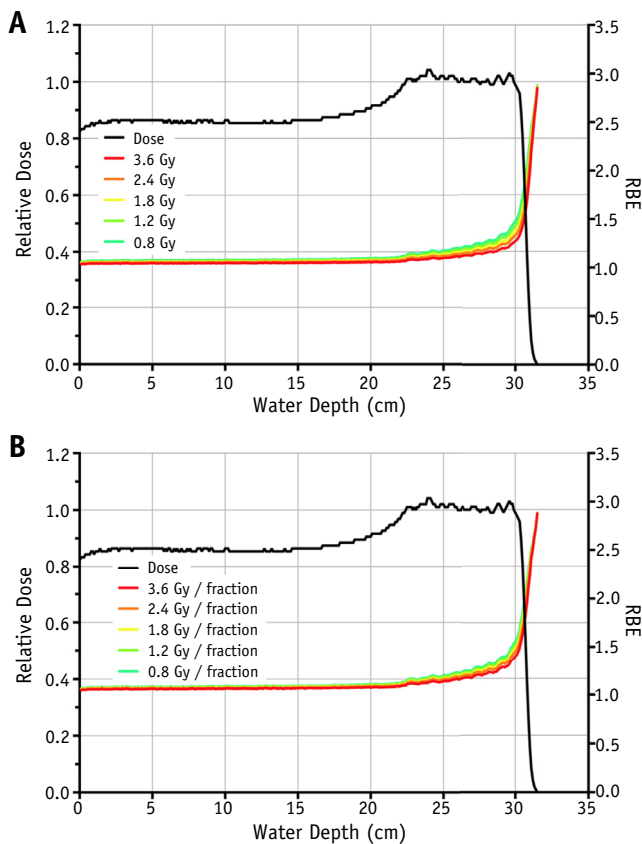 A
1.2
1.0
0.8
0.6
0.4
0.2
0.0
Relative Dose
Dose
3.6 Gy
2.4 Gy
1.8 Gy
1.2 Gy
0.8 Gy
3.5
3.0
2.5
2.0
1.5
1.0
0.5
0.0
RBE
0 5 10 15 20 25 30 35
Water Depth (cm)
B
1.2
1.0
0.8
0.6
0.4
0.2
0.0
Relative Dose
Dose
3.6 Gy / fraction
2.4 Gy / fraction
1.8 Gy / fraction
1.2 Gy / fraction
0.8 Gy / fraction
3.5
3.0
2.5
2.0
1.5
1.0
0.5
0.0
RBE
0 5 10 15 20 25 30 35
Water Depth (cm)